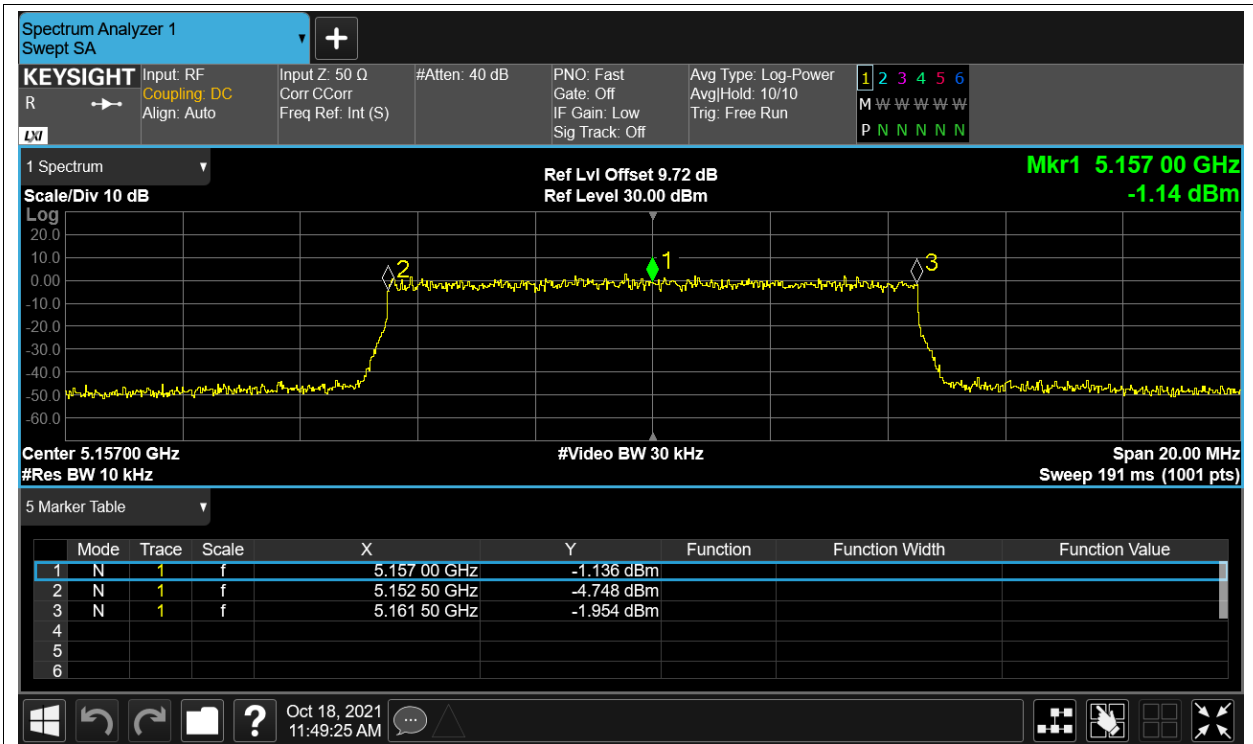 Spectrum Analyzer 1
Swept SA
KEYSIGHT
R
LXI
Input: RF
Coupling: DC
Align: Auto
Input Z: 50 Ω
Corr CCorr
Freq Ref: Int (S)
#Atten: 40 dB
PNO: Fast
Gate: Off
IF Gain: Low
Sig Track: Off
Avg Type: Log-Power
Avg|Hold: 10/10
Trig: Free Run
1 2 3 4 5 6
M W W W W W
P N N N N N
1 Spectrum
Scale/Div 10 dB
Ref Lvl Offset 9.72 dB
Ref Level 30.00 dBm
Mkr1 5.157 00 GHz
-1.14 dBm
Log
20.0
10.0
0.00
-10.0
-20.0
-30.0
-40.0
-50.0
-60.0
2
1
3
Center 5.15700 GHz
#Res BW 10 kHz
#Video BW 30 kHz
Span 20.00 MHz
Sweep 191 ms (1001 pts)
5 Marker Table
Mode Trace Scale X Y Function Function Width Function Value
1 N 1 f 5.157 00 GHz -1.136 dBm
2 N 1 f 5.152 50 GHz -4.748 dBm
3 N 1 f 5.161 50 GHz -1.954 dBm
4
5
6
?
Oct 18, 2021
11:49:25 AM